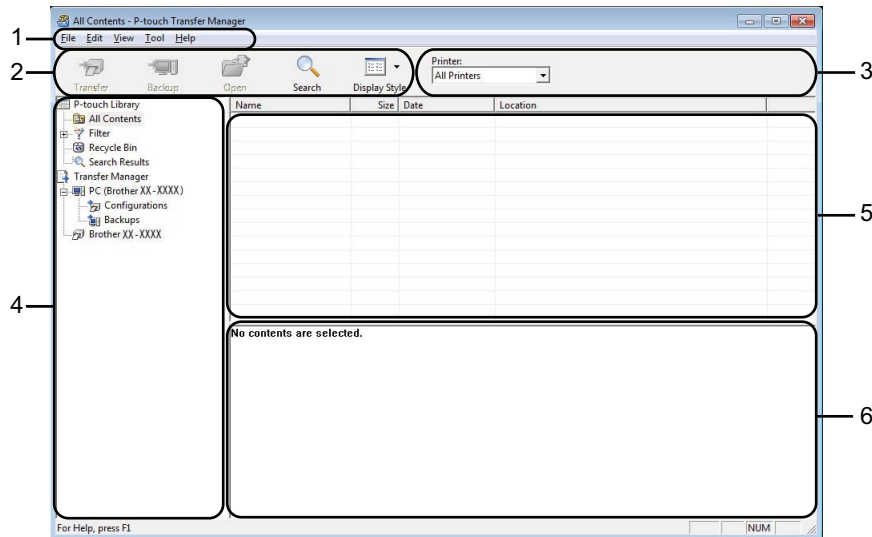 All Contents - P-touch Transfer Manager
1
File Edit View Tool Help
2
Transfer Backup Open Search Display Style
Printer:
All Printers
3
P-touch Library
All Contents
Filter
Recycle Bin
Search Results
Transfer Manager
PC (Brother XX-XXXX)
Configurations
Backups
Brother XX-XXXX
4
Name Size Date Location
5
No contents are selected.
6
For Help, press F1
NUM